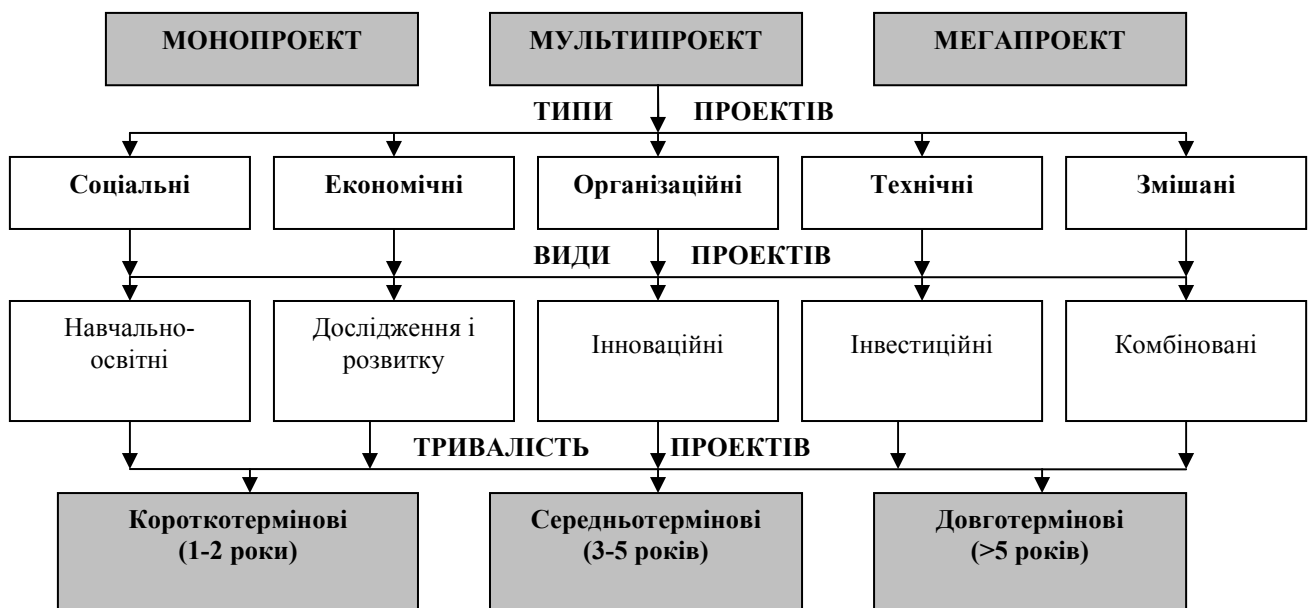 МОНОПРОЕКТ МУЛЬТИПРОЕКТ МЕГАПРОЕКТ
ТИПИ ПРОЕКТІВ
Соціальні Економічні Організаційні Технічні Змішані
ВИДИ ПРОЕКТІВ
Навчально-
освітні
Дослідження і
розвитку
Інноваційні
Інвестиційні
Комбіновані
ТРИВАЛІСТЬ ПРОЕКТІВ
Короткотермінові
(1-2 роки)
Середньотермінові
(3-5 років)
Довготермінові
(>5 років)